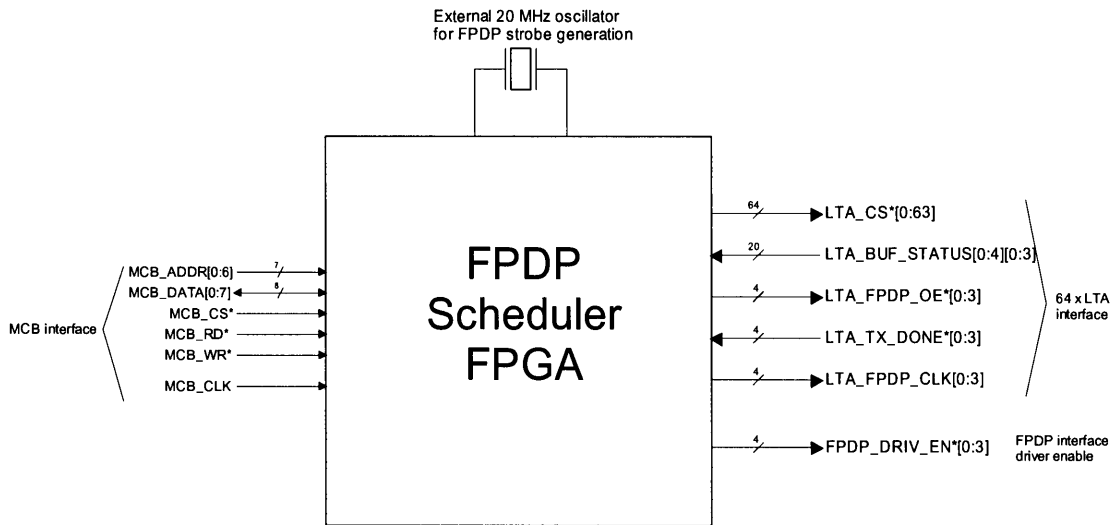 External 20 MHz oscillator
for FPDP strobe generation
FPDP
Scheduler
FPGA
MCB interface
MCB_ADDR[0:6]
7
MCB_DATA[0:7]
8
MCB_CS*
MCB_RD*
MCB_WR*
MCB_CLK
64
LTA_CS*[0:63]
20
LTA_BUF_STATUS[0:4][0:3]
4
LTA_FPDP_OE*[0:3]
4
LTA_TX_DONE*[0:3]
4
LTA_FPDP_CLK[0:3]
64 x LTA
interface
4
FPDP_DRIV_EN*[0:3]
FPDP interface
driver enable